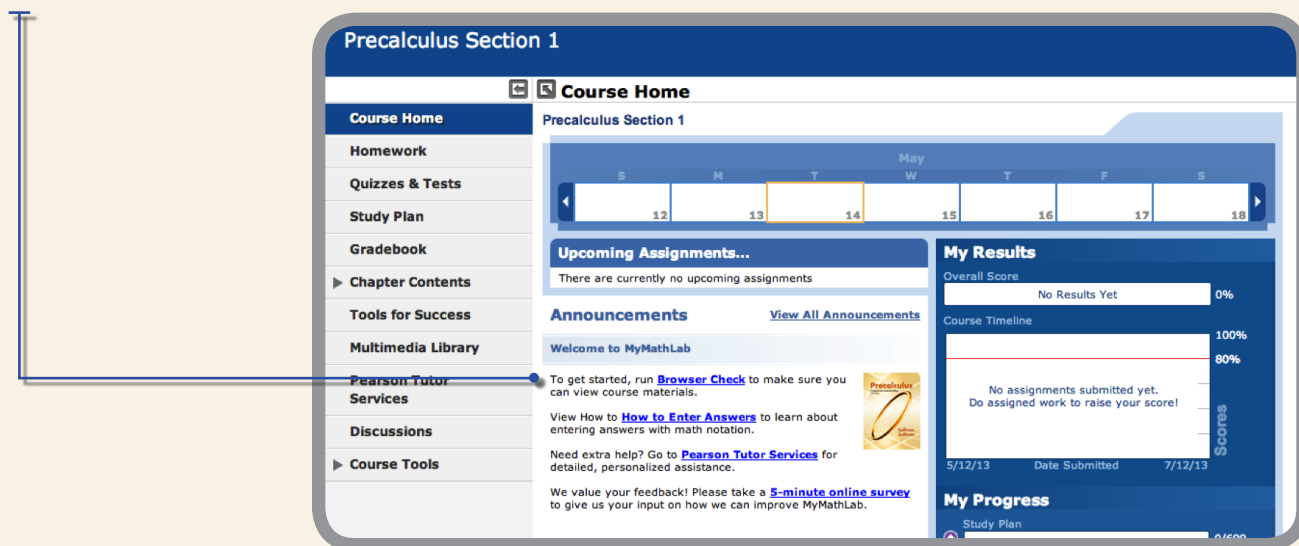 Precalculus Section 1
Course Home
Course Home
Homework
Quizzes & Tests
Study Plan
Gradebook
Chapter Contents
Tools for Success
Multimedia Library
Pearson Tutor
Services
Discussions
Course Tools
Precalculus Section 1
May
S M T W T F S
12 13 14 15 16 17 18
Upcoming Assignments...
There are currently no upcoming assignments
Announcements View All Announcements
Welcome to MyMathLab
To get started, run Browser Check to make sure you
can view course materials.
View How to How to Enter Answers to learn about
entering answers with math notation.
Need extra help? Go to Pearson Tutor Services for
detailed, personalized assistance.
We value your feedback! Please take a 5-minute online survey
to give us your input on how we can improve MyMathLab.
Precalculus
My Results
Overall Score
No Results Yet 0%
Course Timeline
100%
80%
No assignments submitted yet.
Do assigned work to raise your score!
Scores
5/12/13 Date Submitted 7/12/13
My Progress
Study Plan